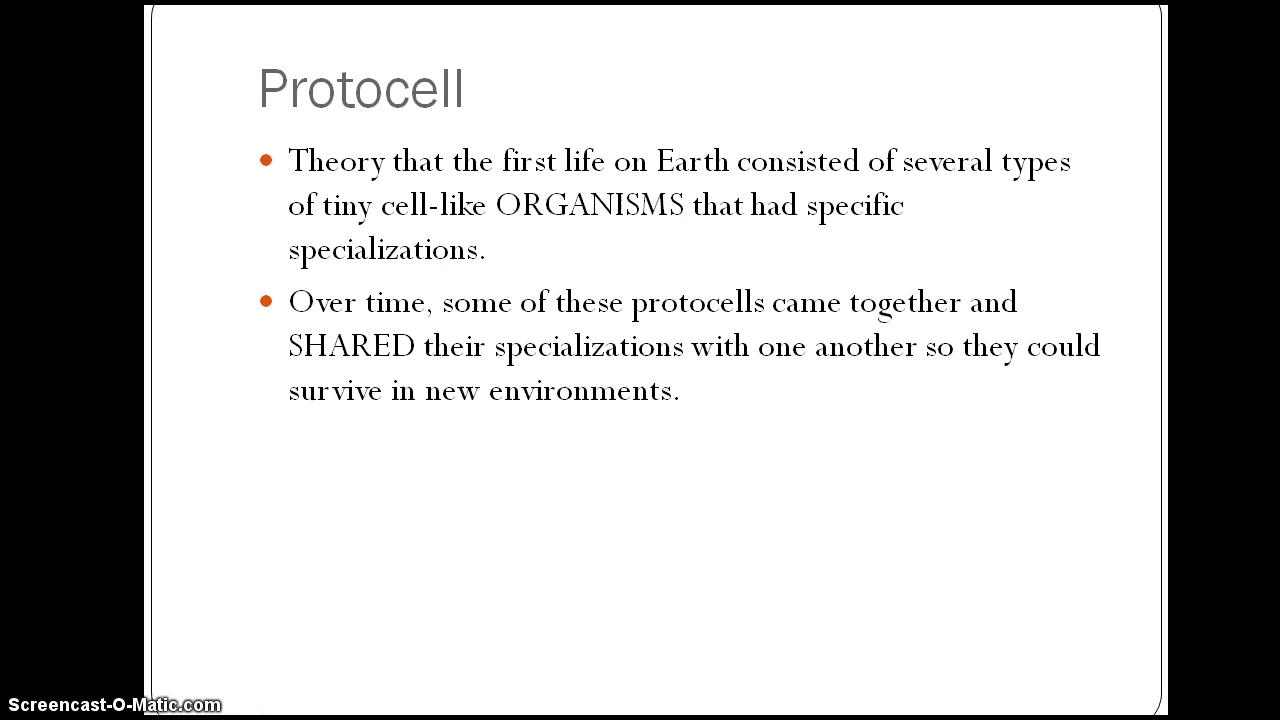 Protocell
Theory that the first life on Earth consisted of several types
of tiny cell-like ORGANISMS that had specific
specializations.
Over time, some of these protocells came together and
SHARED their specializations with one another so they could
survive in new environments.
Screencast-O-Matic.com